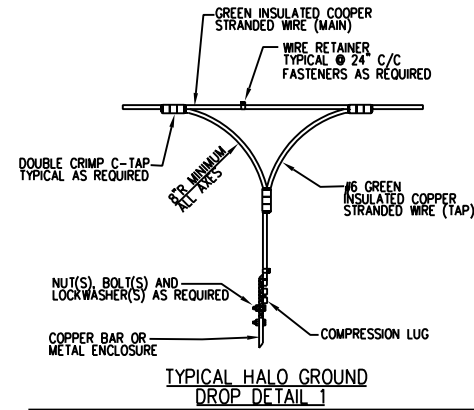 GREEN INSULATED COOPER
STRANDED WIRE (MAIN)
WIRE RETAINER
TYPICAL @ 24" C/C
FASTENERS AS REQUIRED
DOUBLE CRIMP C-TAP
TYPICAL AS REQUIRED
8"R MINIMUM
ALL AXES
#6 GREEN
INSULATED COPPER
STRANDED WIRE (TAP)
NUT(S), BOLT(S) AND
LOCKWASHER(S) AS REQUIRED
COPPER BAR OR
METAL ENCLOSURE
COMPRESSION LUG
TYPICAL HALO GROUND
DROP DETAIL 1